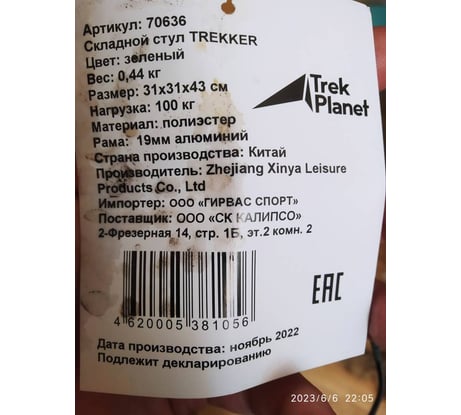 Артикул: 70636
Складной стул TREKKER
Цвет: зеленый
Вес: 0,44 кг
Размер: 31х31х43 см
Нагрузка: 100 кг
Материал: полиэстер
Рама: 19мм алюминий
Страна производства: Китай
Производитель: Zhejiang Xinya Leisure
Products Co., Ltd
Импортер: ООО «ГИРВАС СПОРТ»
Поставщик: ООО «СК КАЛИПСО»
2-Фрезерная 14, стр. 1Б, эт.2 комн. 2
Trek
Planet
EAC
4 620005 381056
Дата производства: ноябрь 2022
Подлежит декларированию
2023/6/6 22:05